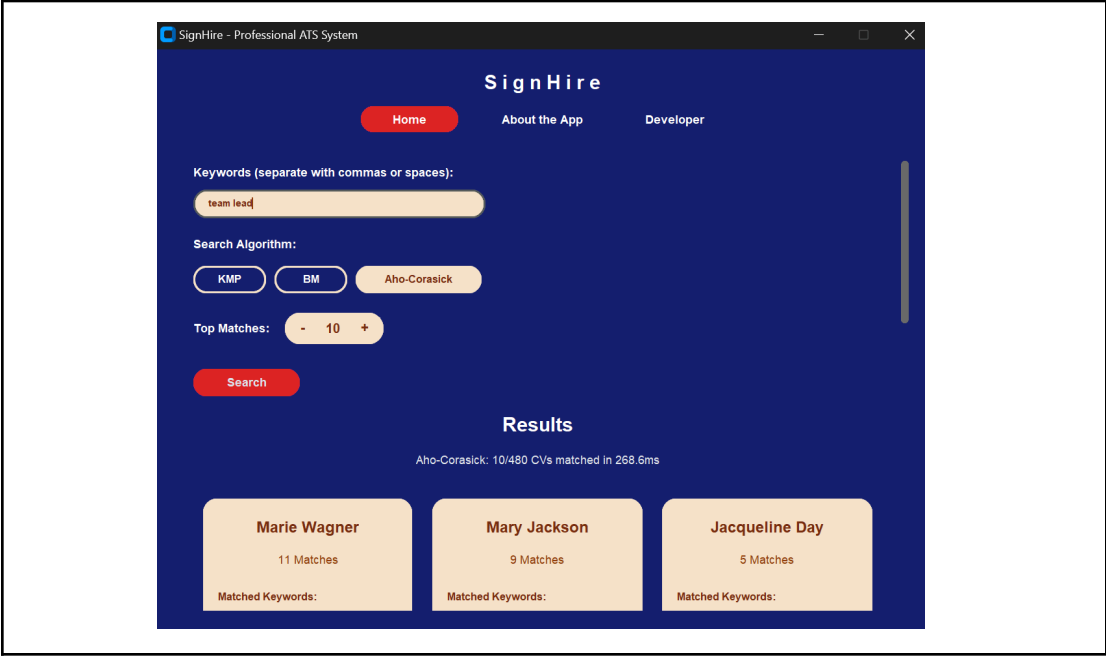 SignHire - Professional ATS System
SignHire
Home About the App Developer
Keywords (separate with commas or spaces):
team lead
Search Algorithm:
KMP BM Aho-Corasick
Top Matches: - 10 +
Search
Results
Aho-Corasick: 10/480 CVs matched in 268.6ms
Marie Wagner Mary Jackson Jacqueline Day
11 Matches 9 Matches 5 Matches
Matched Keywords: Matched Keywords: Matched Keywords: